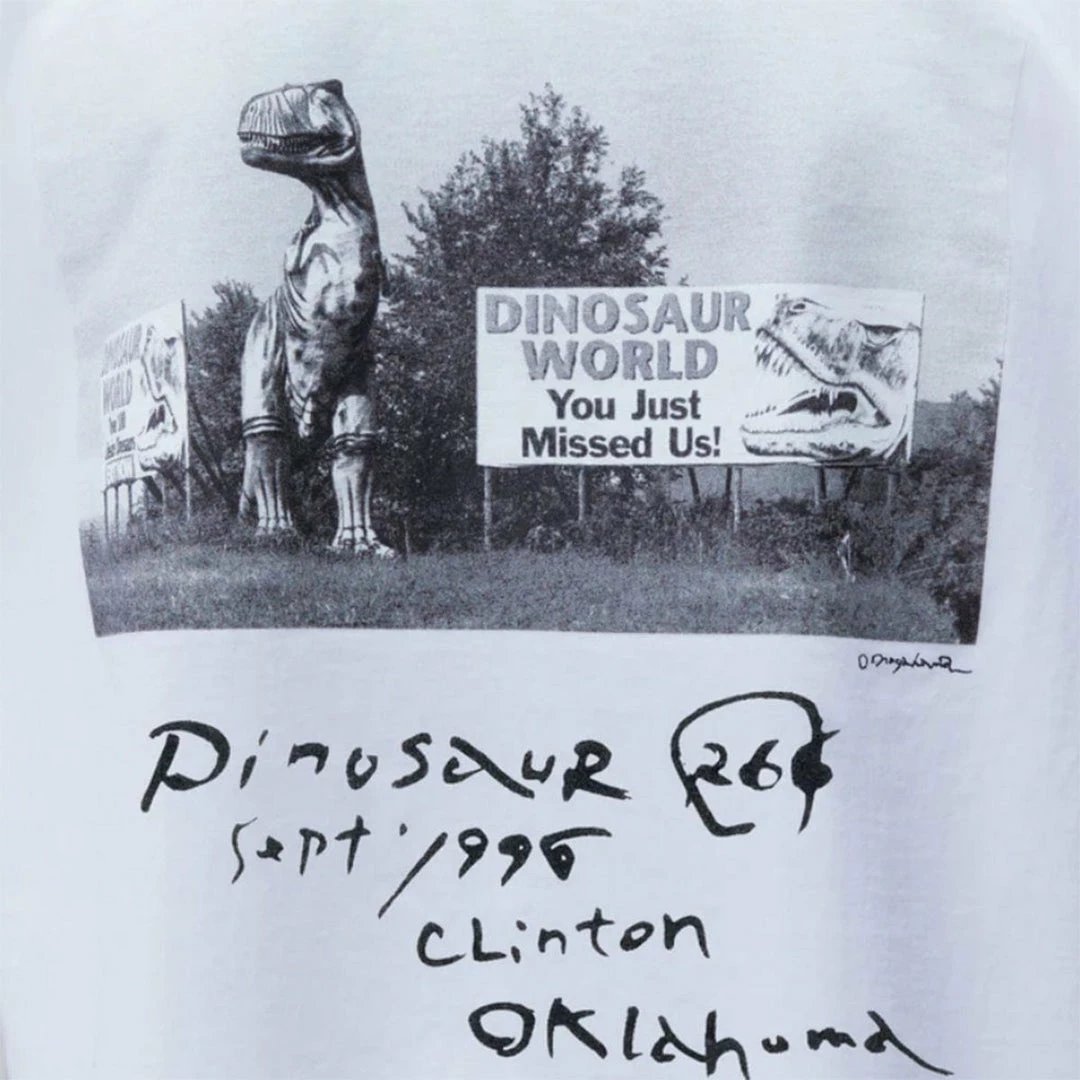 DINOSAUR
WORLD
You Just
Missed Us!
DINOSAUR
WORLD
Dinosaur 266
Sept '1996
CLinton
OKlahoma